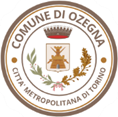 COMUNE DI OZEGNA
CITTA' METROPOLITANA DI TORINO